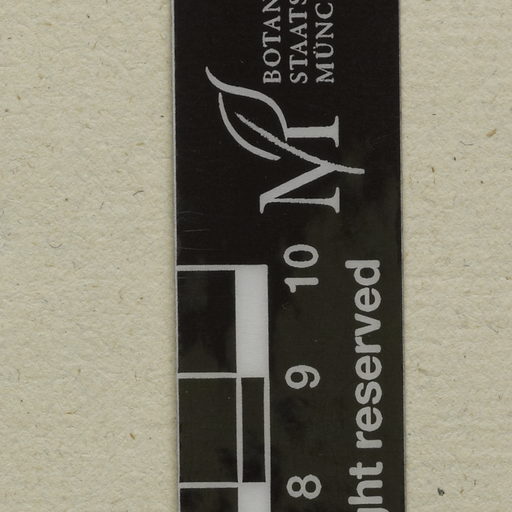 BOTAN
STAATS
MÜNC
M
10
9
8
ght reserved